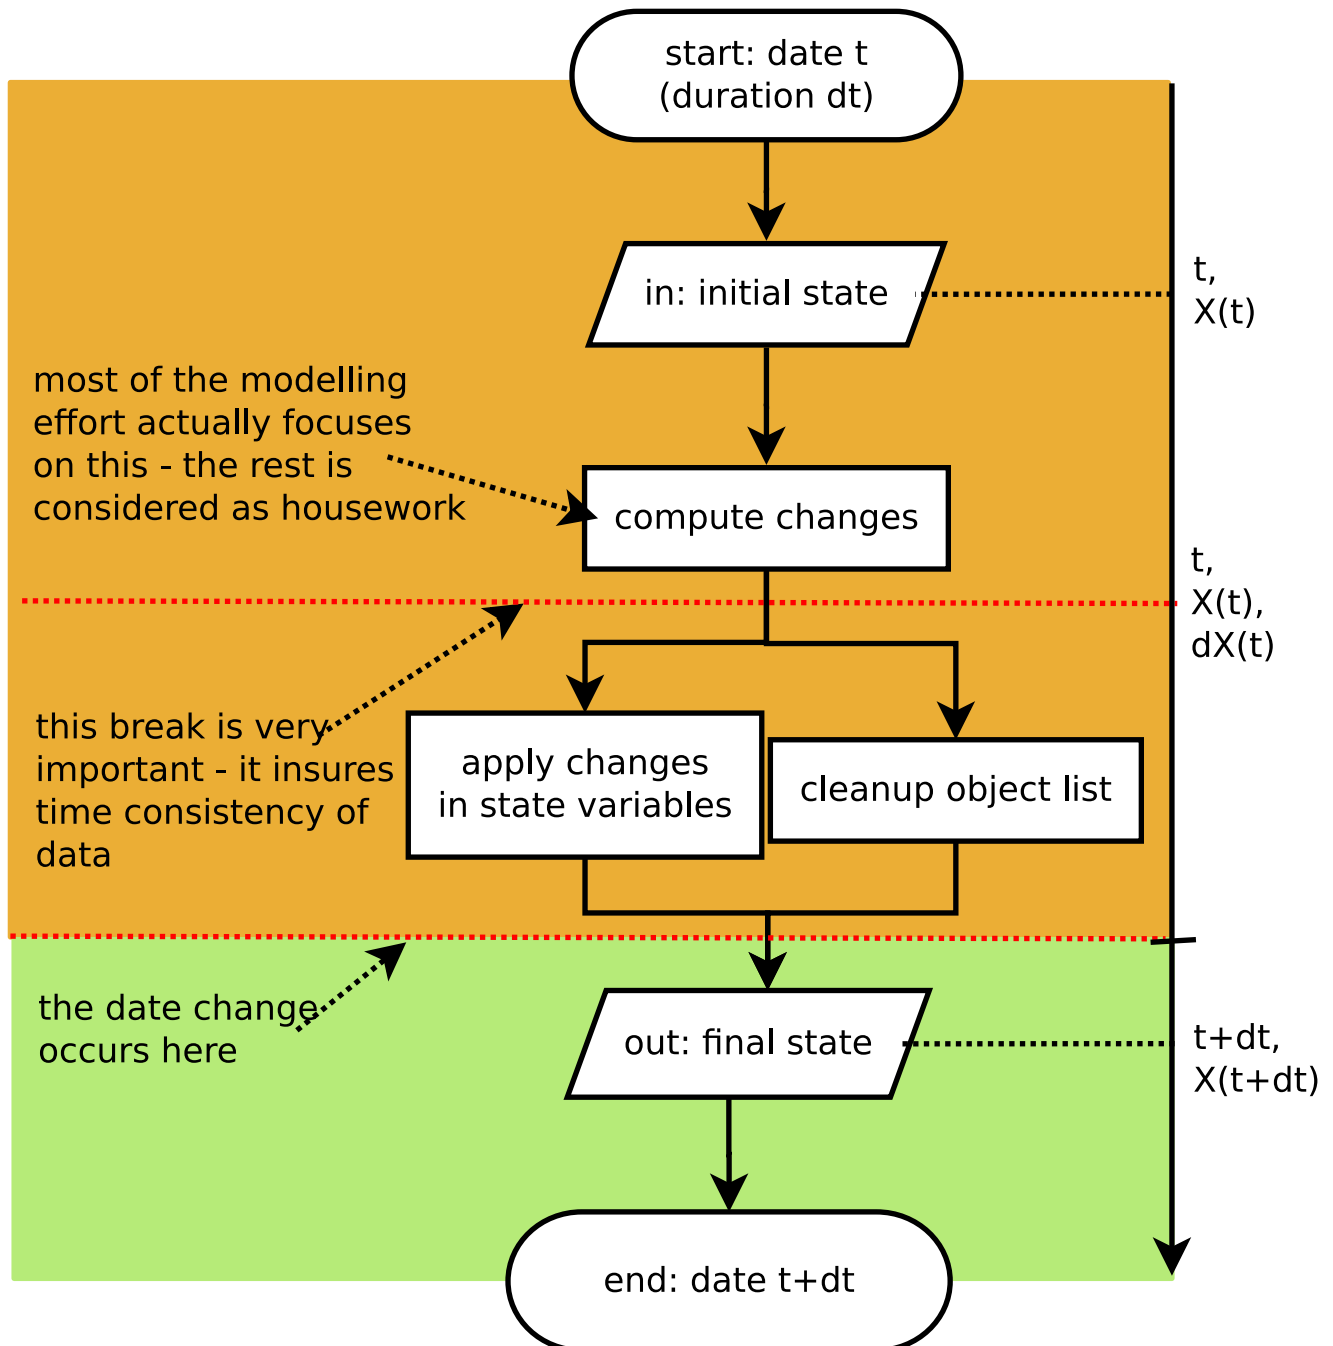 start: date t
(duration dt)
in: initial state
t,
X(t)
most of the modelling
effort actually focuses
on this - the rest is
considered as housework
compute changes
t,
X(t),
dX(t)
this break is very
important - it insures
time consistency of
data
apply changes
in state variables
cleanup object list
the date change
occurs here
out: final state
t+dt,
X(t+dt)
end: date t+dt